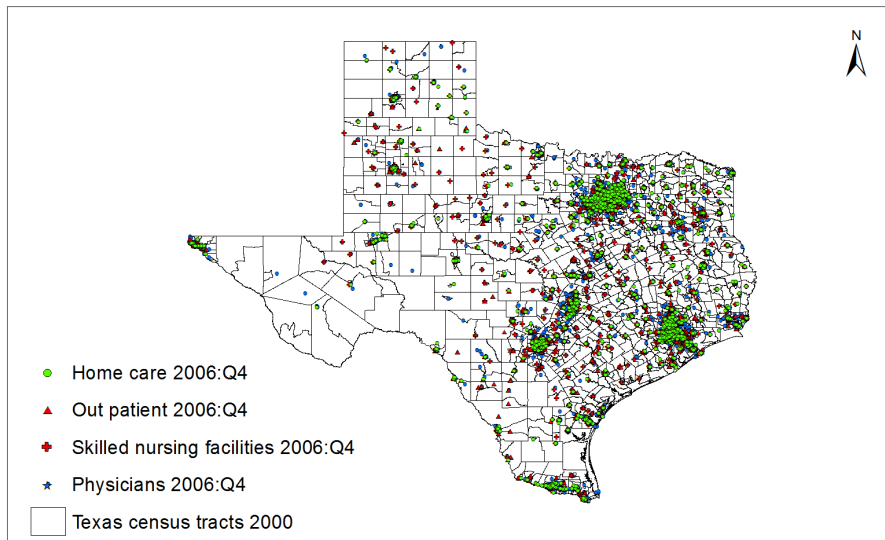 N
Home care 2006:Q4
Out patient 2006:Q4
Skilled nursing facilities 2006:Q4
Physicians 2006:Q4
Texas census tracts 2000